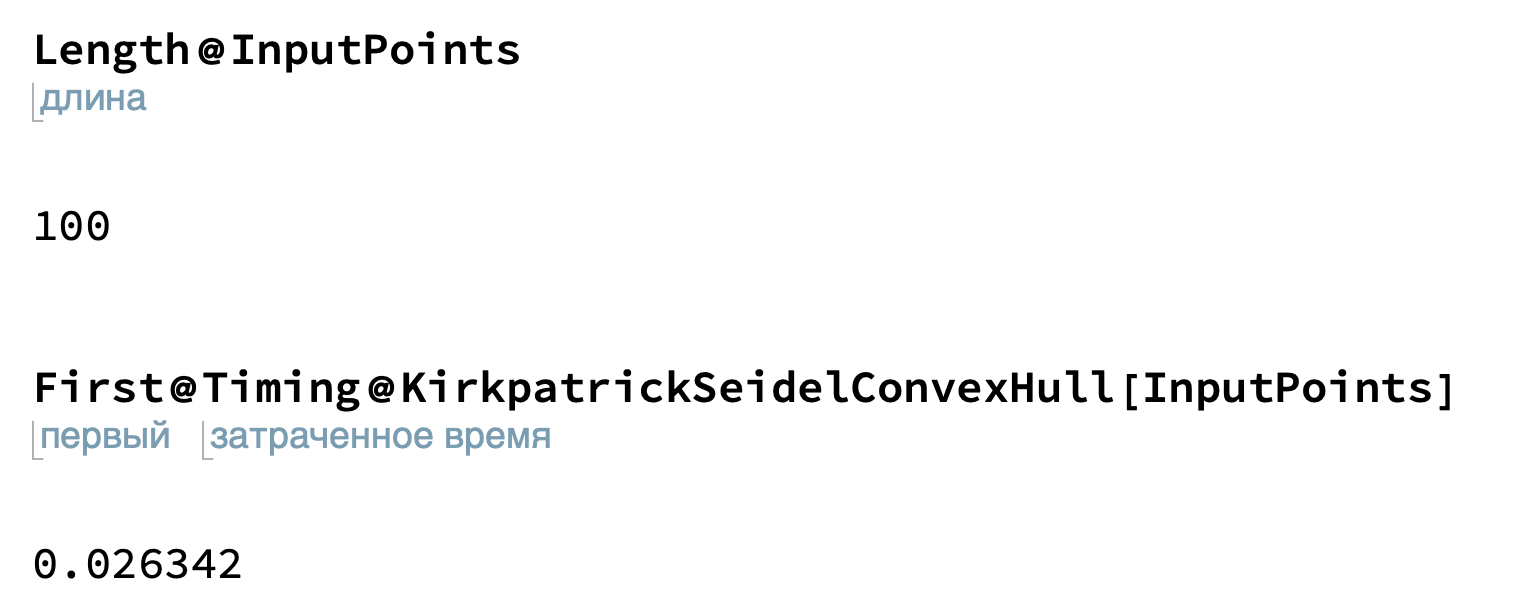 Length@InputPoints
длина
100
First@Timing@KirkpatrickSeidelConvexHull[InputPoints]
первый затраченное время
0.026342